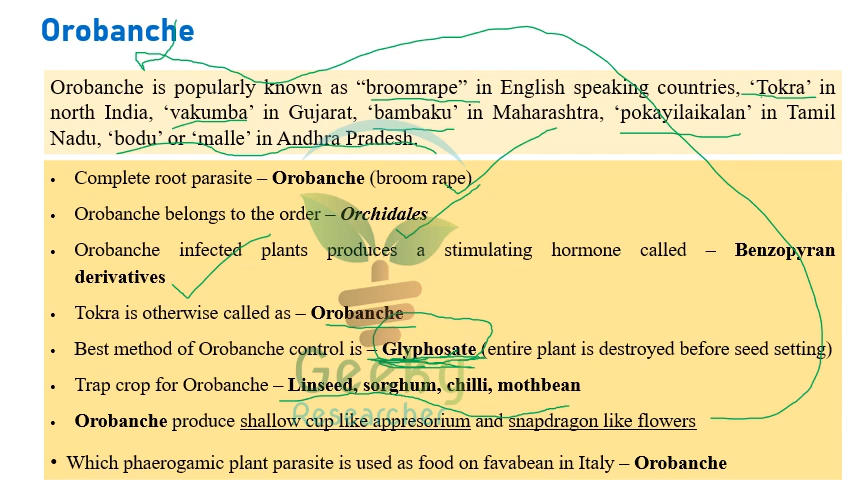 Orobanche
Orobanche is popularly known as “broomrape” in English speaking countries, ‘Tokra’ in
north India, ‘vakumba’ in Gujarat, ‘bambaku’ in Maharashtra, ‘pokayilaikalan’ in Tamil
Nadu, ‘bodu’ or ‘malle’ in Andhra Pradesh.
• Complete root parasite – Orobanche (broom rape)
• Orobanche belongs to the order – Orchidales
• Orobanche infected plants produces a stimulating hormone called – Benzopyran
derivatives
• Tokra is otherwise called as – Orobanche
• Best method of Orobanche control is – Glyphosate (entire plant is destroyed before seed setting)
• Trap crop for Orobanche – Linseed, sorghum, chilli, mothbean
• Orobanche produce shallow cup like appresorium and snapdragon like flowers
• Which phaerogamic plant parasite is used as food on favabean in Italy – Orobanche
Geeky
Researcher